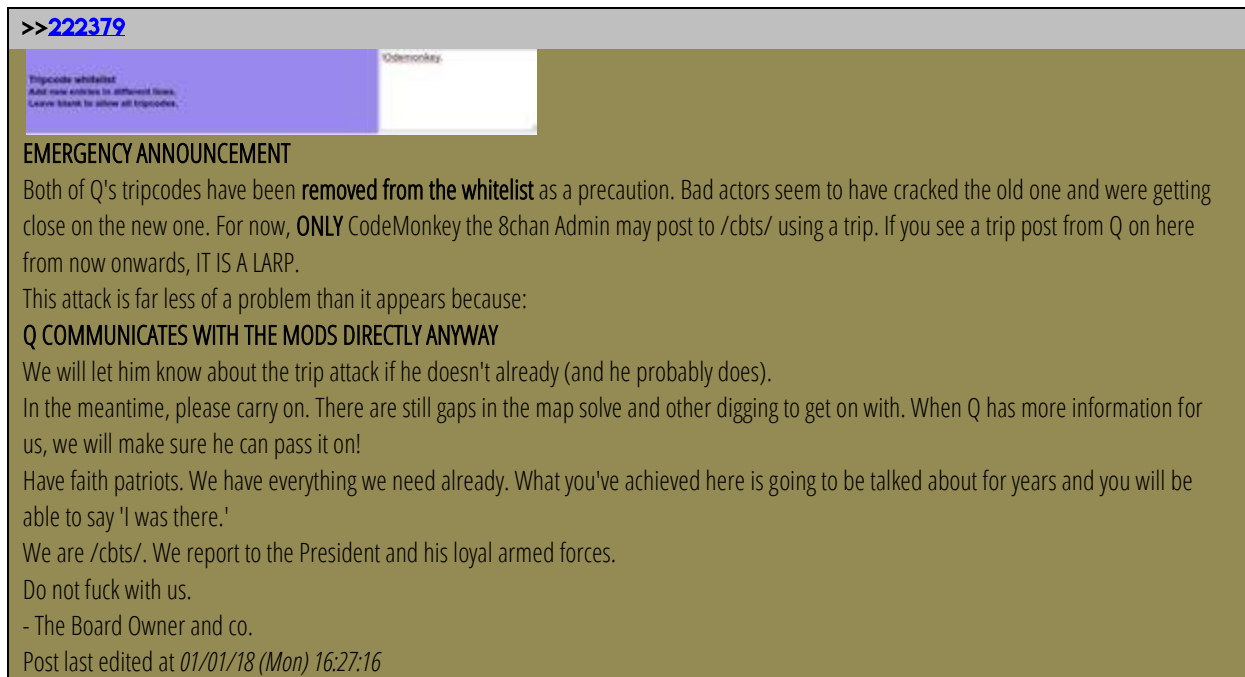 >>222379
!Odemonkey.
Tripcode whitelist
Add new entries in different lines.
Leave blank to allow all tripcodes.
EMERGENCY ANNOUNCEMENT
Both of Q's tripcodes have been removed from the whitelist as a precaution. Bad actors seem to have cracked the old one and were getting
close on the new one. For now, ONLY CodeMonkey the 8chan Admin may post to /cbts/ using a trip. If you see a trip post from Q on here
from now onwards, IT IS A LARP.
This attack is far less of a problem than it appears because:
Q COMMUNICATES WITH THE MODS DIRECTLY ANYWAY
We will let him know about the trip attack if he doesn't already (and he probably does).
In the meantime, please carry on. There are still gaps in the map solve and other digging to get on with. When Q has more information for
us, we will make sure he can pass it on!
Have faith patriots. We have everything we need already. What you've achieved here is going to be talked about for years and you will be
able to say 'I was there.'
We are /cbts/. We report to the President and his loyal armed forces.
Do not fuck with us.
- The Board Owner and co.
Post last edited at 01/01/18 (Mon) 16:27:16